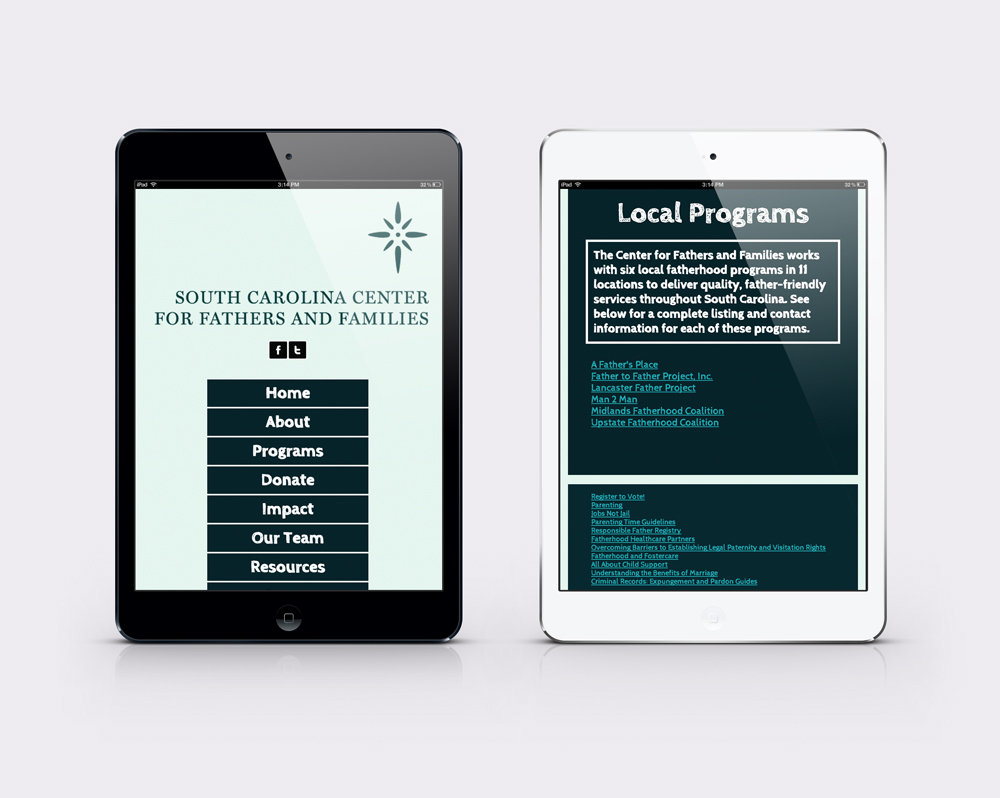 iPad 3:14 PM 32%
SOUTH CAROLINA CENTER
FOR FATHERS AND FAMILIES
f t
Home
About
Programs
Donate
Impact
Our Team
Resources
iPad 3:14 PM 32%
Local Programs
The Center for Fathers and Families works
with six local fatherhood programs in 11
locations to deliver quality, father-friendly
services throughout South Carolina. See
below for a complete listing and contact
information for each of these programs.
A Father's Place
Father to Father Project, Inc.
Lancaster Father Project
Man 2 Man
Midlands Fatherhood Coalition
Upstate Fatherhood Coalition
Register to Vote!
Parenting
Jobs Not Jail
Parenting Time Guidelines
Responsible Father Registry
Fatherhood Healthcare Partners
Overcoming Barriers to Establishing Legal Paternity and Visitation Rights
Fatherhood and Fostercare
All About Child Support
Understanding the Benefits of Marriage
Criminal Records: Expungement and Pardon Guides